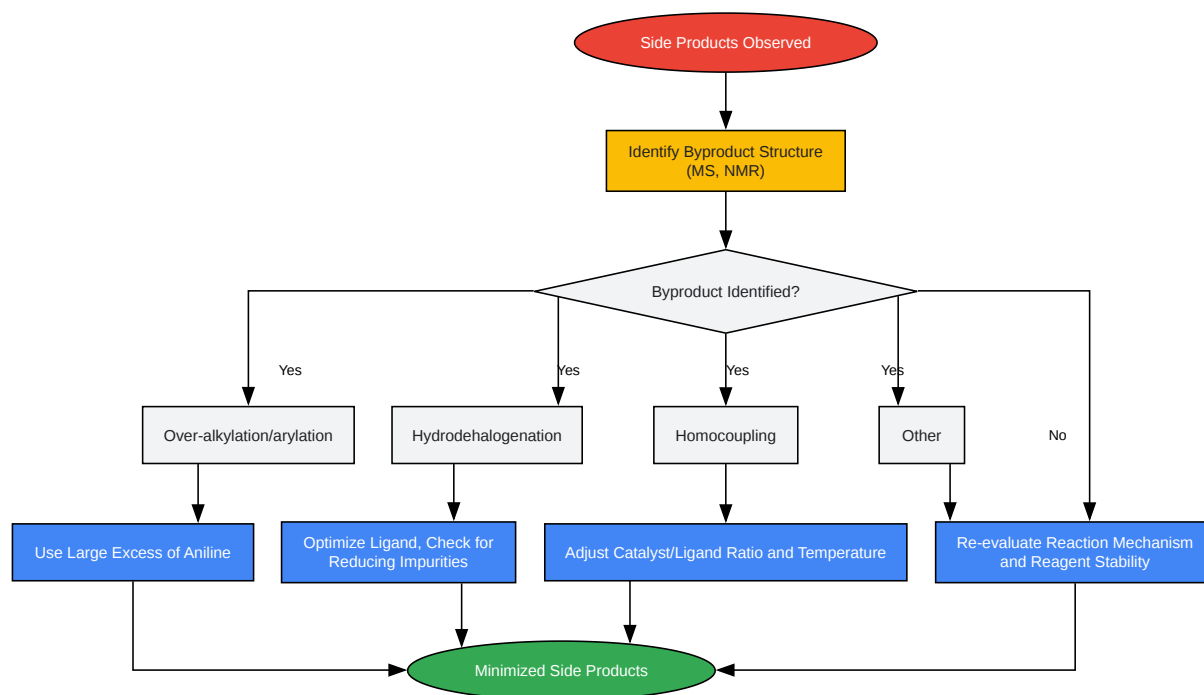 Side Products Observed
Identify Byproduct Structure
(MS, NMR)
Byproduct Identified?
Yes
Yes
Yes
Yes
Over-alkylation/arylation
Hydrodehalogenation
Homocoupling
Other
No
Use Large Excess of Aniline
Optimize Ligand, Check for
Reducing Impurities
Adjust Catalyst/Ligand Ratio and Temperature
Re-evaluate Reaction Mechanism
and Reagent Stability
Minimized Side Products